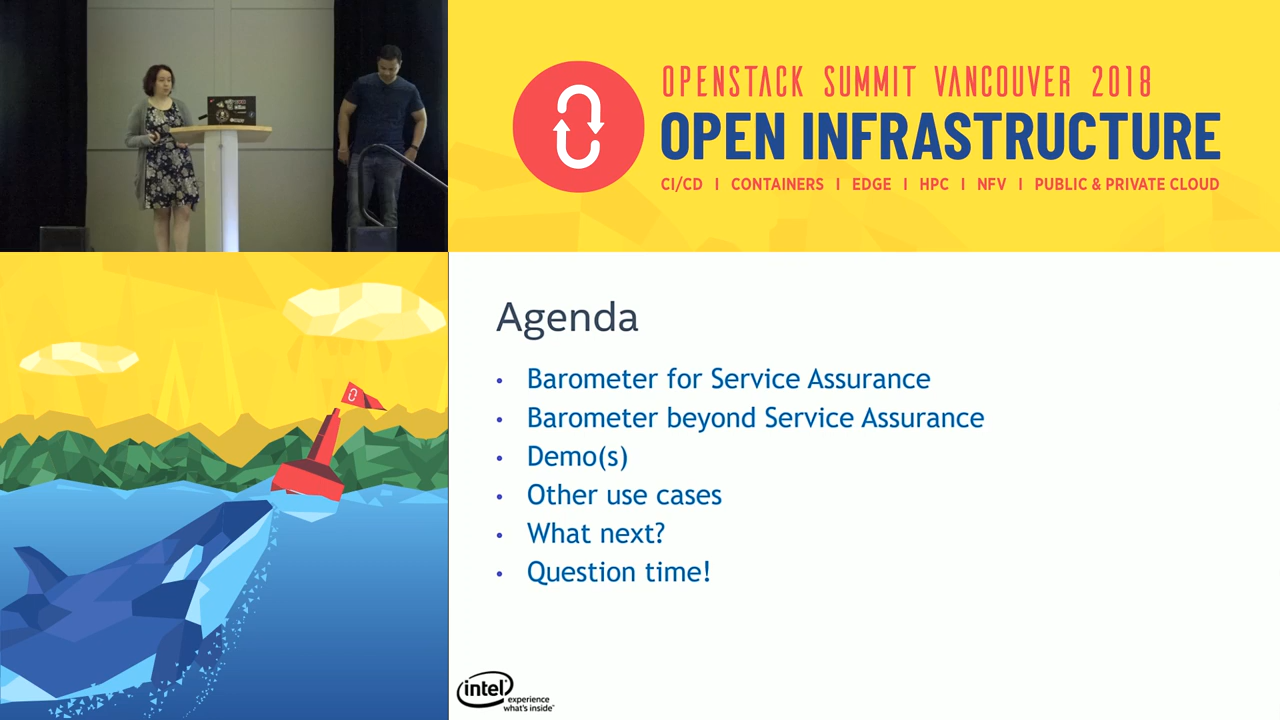 OPENSTACK SUMMIT VANCOUVER 2018
OPEN INFRASTRUCTURE
CI/CD | CONTAINERS | EDGE | HPC | NFV | PUBLIC & PRIVATE CLOUD
Agenda
• Barometer for Service Assurance
• Barometer beyond Service Assurance
• Demo(s)
• Other use cases
• What next?
• Question time!
intel
experience
what's inside™